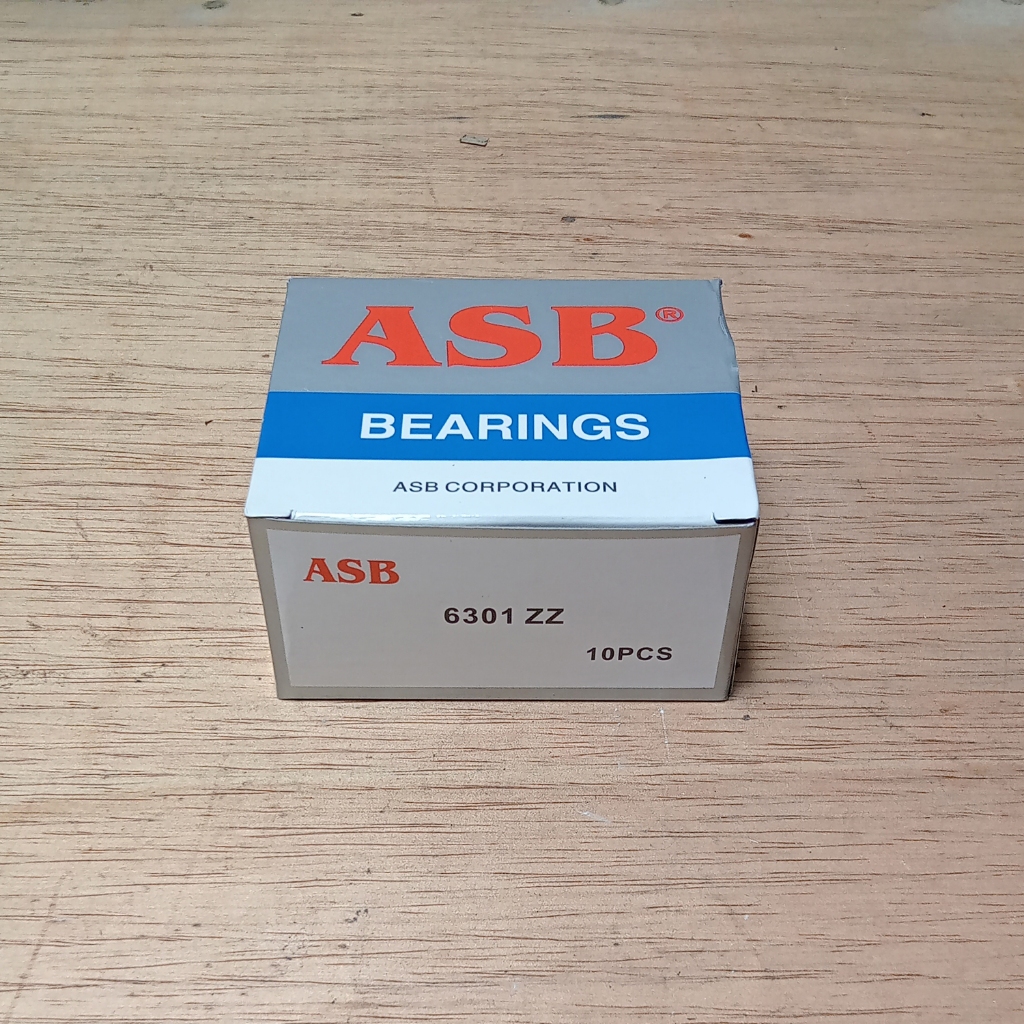 ASB®
BEARINGS
ASB CORPORATION
ASB
6301 ZZ
10PCS